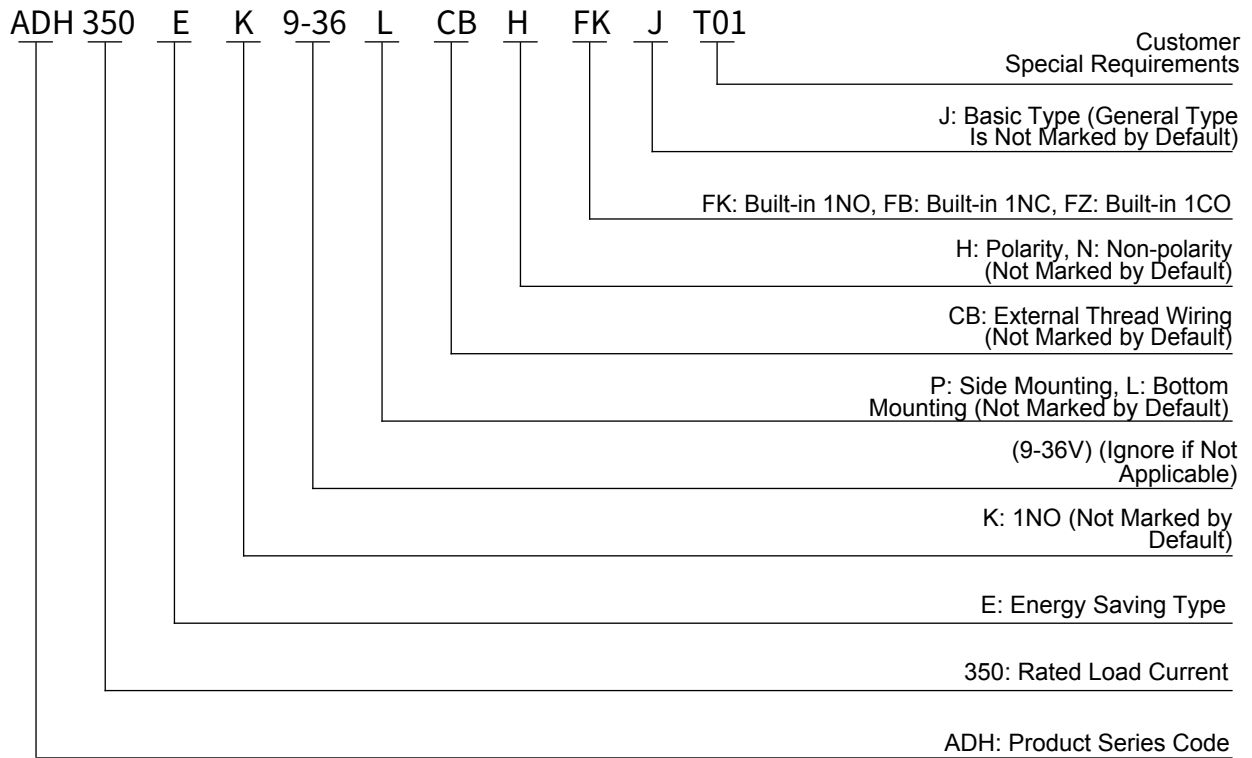 ADH 350 E K 9-36 L CB H FK J T01
Customer
Special Requirements
J: Basic Type (General Type
Is Not Marked by Default)
FK: Built-in 1NO, FB: Built-in 1NC, FZ: Built-in 1CO
H: Polarity, N: Non-polarity
(Not Marked by Default)
CB: External Thread Wiring
(Not Marked by Default)
P: Side Mounting, L: Bottom
Mounting (Not Marked by Default)
(9-36V) (Ignore if Not
Applicable)
K: 1NO (Not Marked by
Default)
E: Energy Saving Type
350: Rated Load Current
ADH: Product Series Code